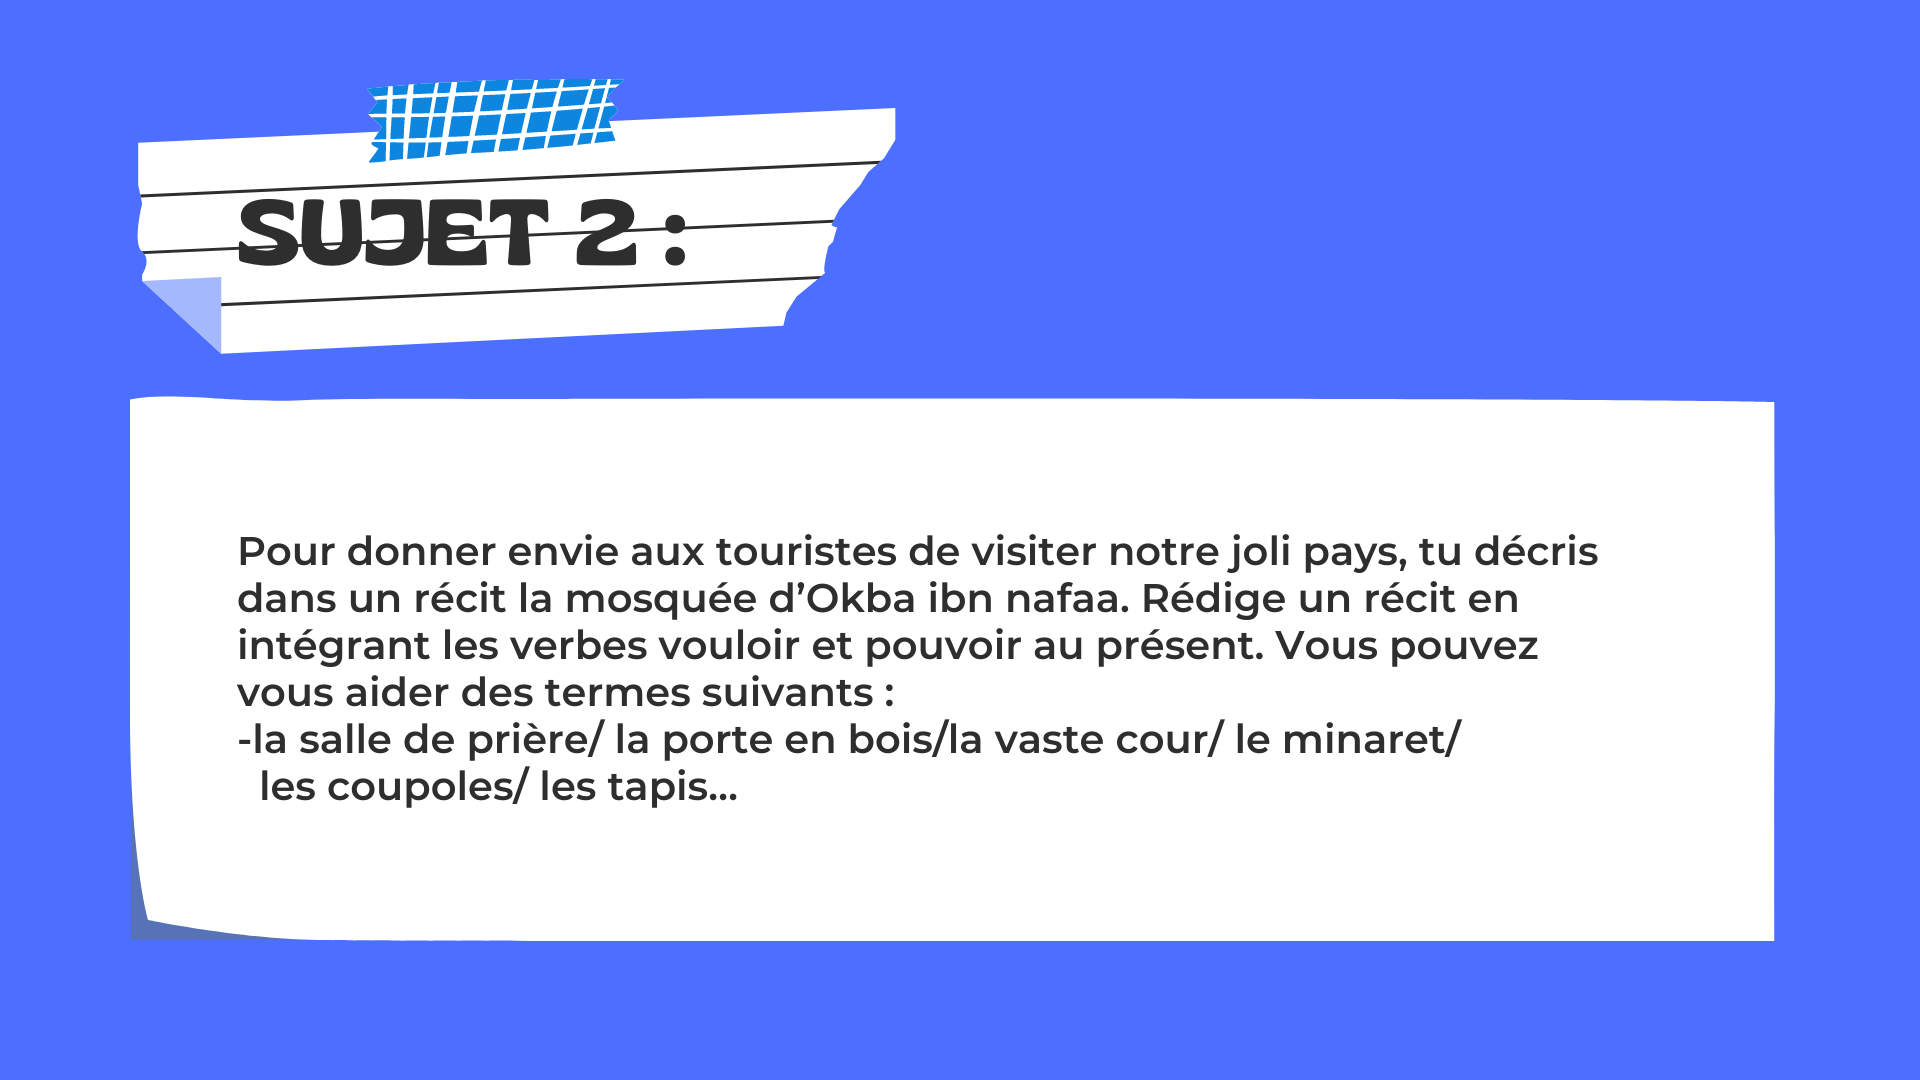 SUJET 2 :
Pour donner envie aux touristes de visiter notre joli pays, tu décris
dans un récit la mosquée d’Okba ibn nafaa. Rédige un récit en
intégrant les verbes vouloir et pouvoir au présent. Vous pouvez
vous aider des termes suivants :
-la salle de prière/ la porte en bois/la vaste cour/ le minaret/
les coupoles/ les tapis...